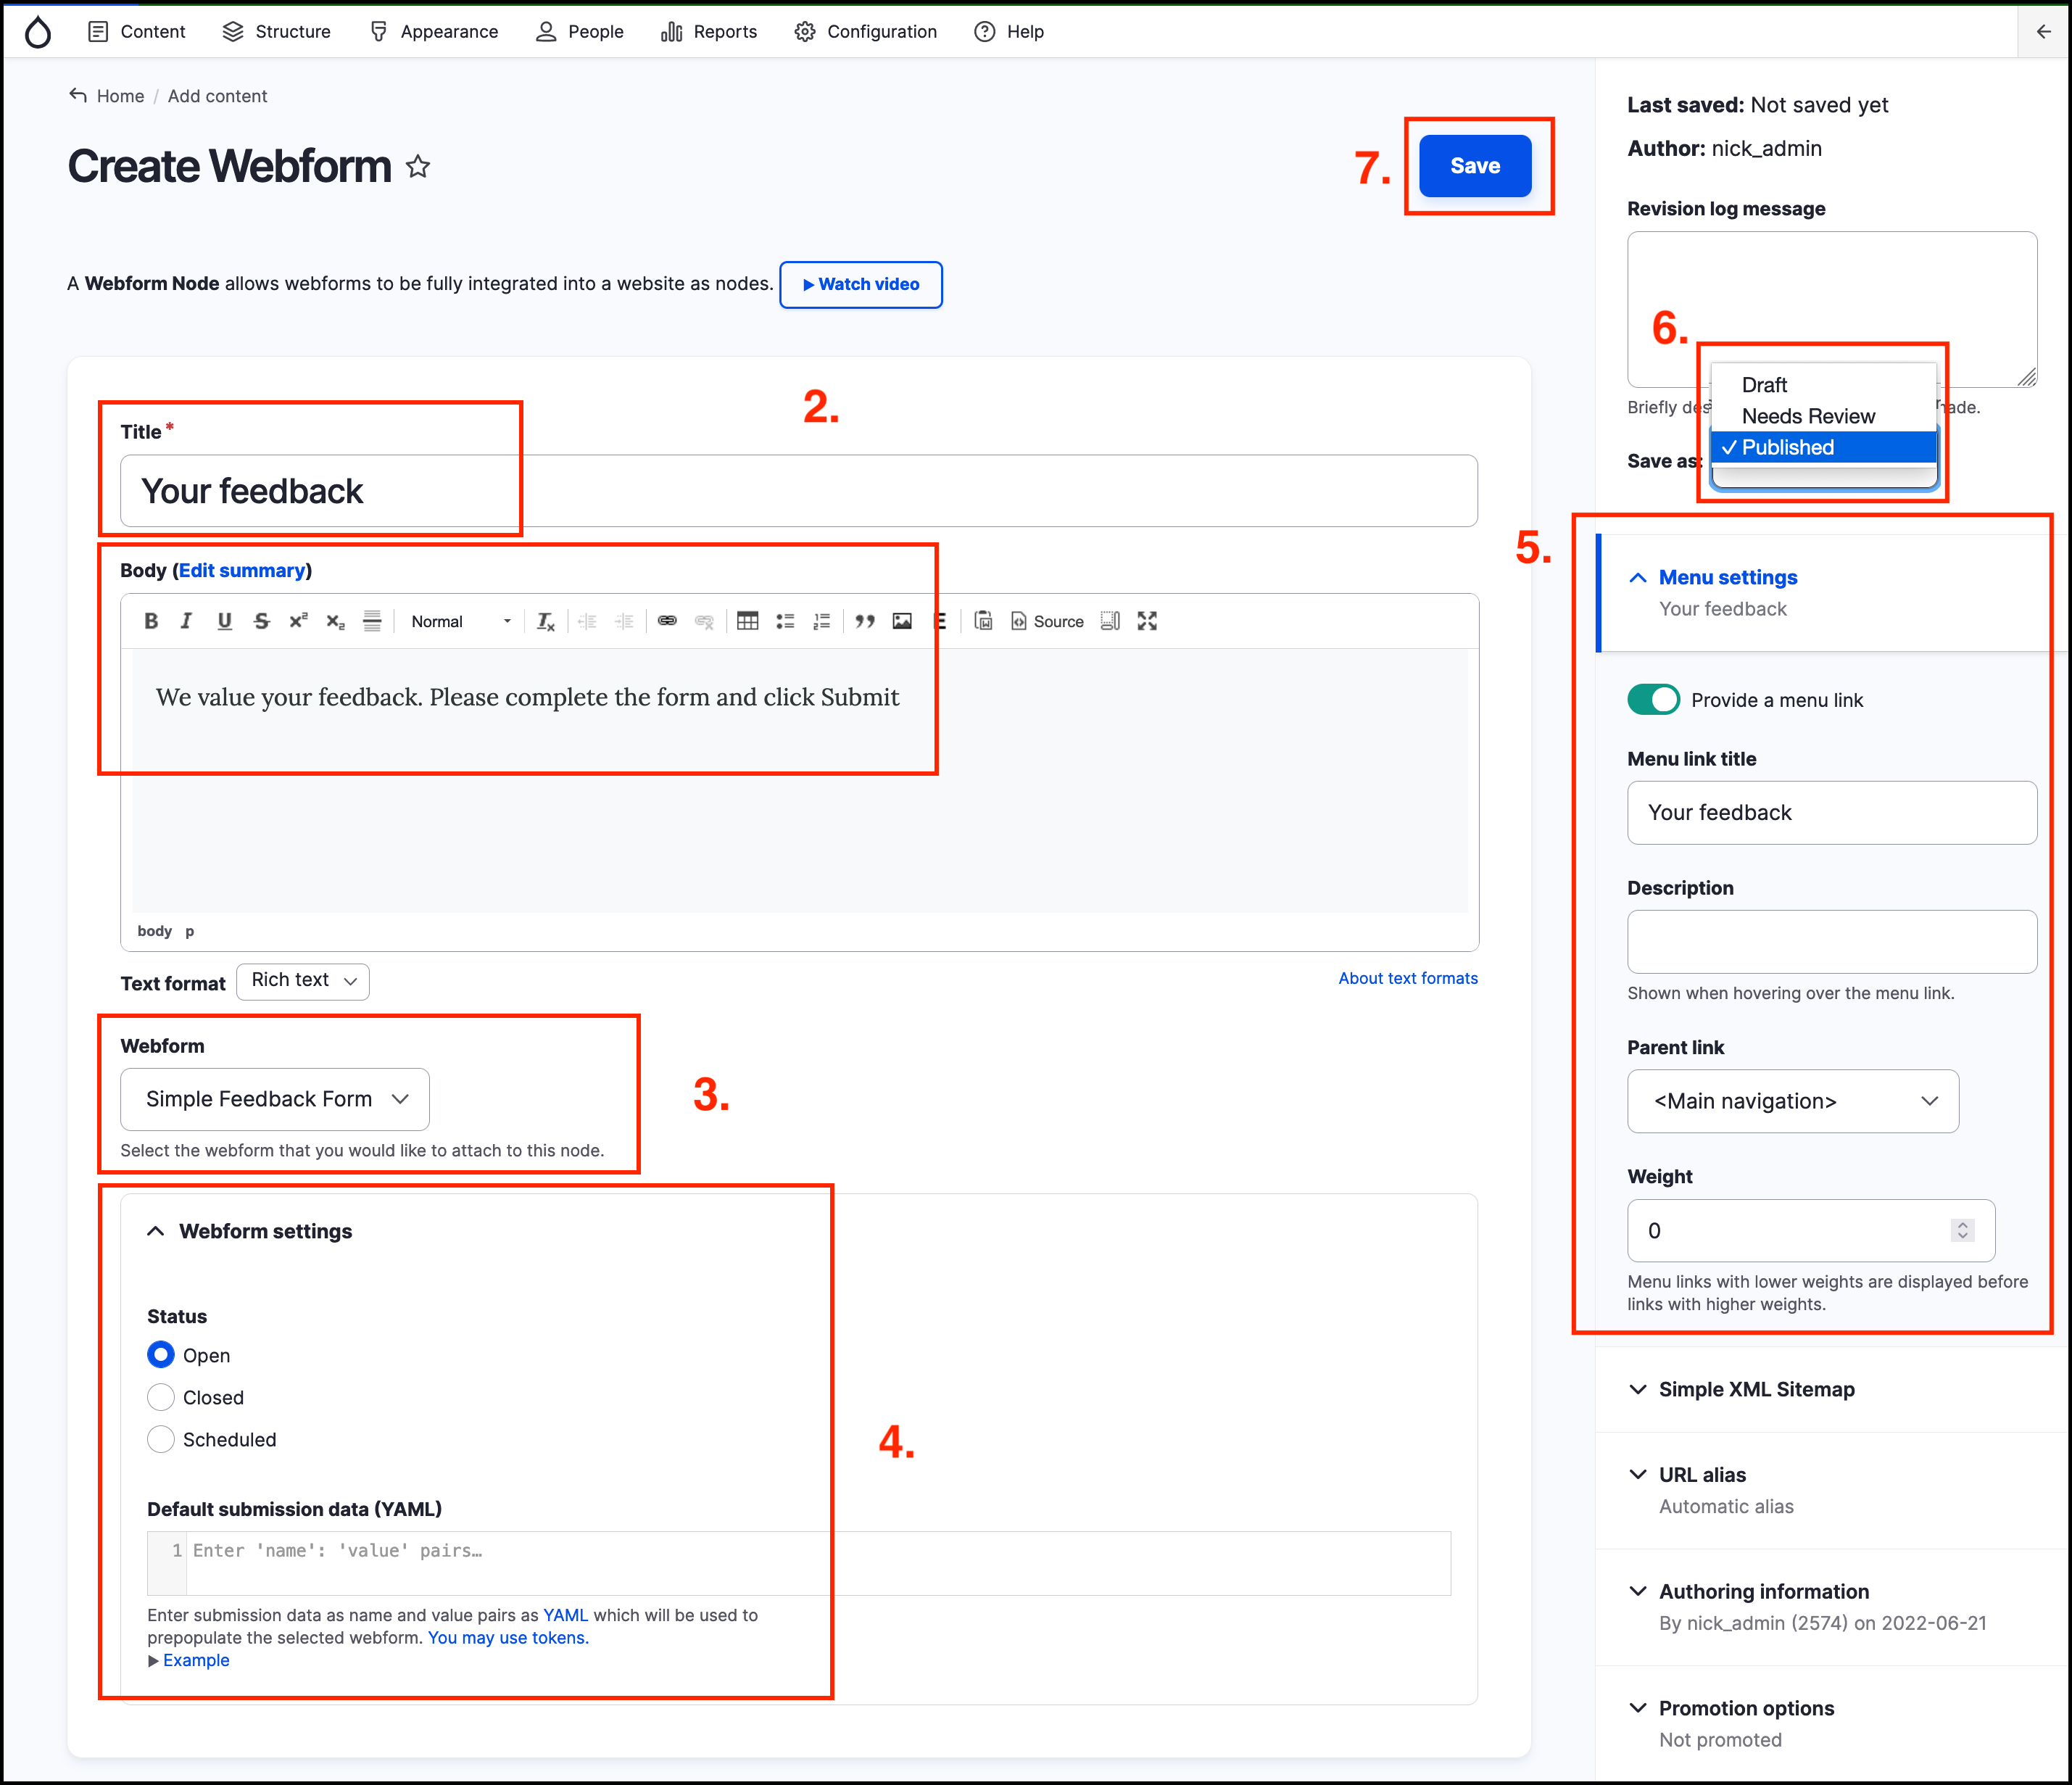 Content Structure Appearance People Reports Configuration Help
Home / Add content
Create Webform
7.
Save
A Webform Node allows webforms to be fully integrated into a website as nodes. Watch video
2.
Title *
Your feedback
Body (Edit summary)
B I U S x² x₂ Normal Tx Source
We value your feedback. Please complete the form and click Submit
body p
Text format Rich text
About text formats
Webform
Simple Feedback Form
Select the webform that you would like to attach to this node.
3.
Webform settings
Status
Open
Closed
Scheduled
4.
Default submission data (YAML)
1 Enter 'name': 'value' pairs…
Enter submission data as name and value pairs as YAML which will be used to
prepopulate the selected webform. You may use tokens.
Example
Last saved: Not saved yet
Author: nick_admin
Revision log message
6.
Draft
Briefly
Needs Review
Save as: Published
5.
Menu settings
Your feedback
Provide a menu link
Menu link title
Your feedback
Description
Shown when hovering over the menu link.
Parent link
<Main navigation>
Weight
0
Menu links with lower weights are displayed before
links with higher weights.
Simple XML Sitemap
URL alias
Automatic alias
Authoring information
By nick_admin (2574) on 2022-06-21
Promotion options
Not promoted